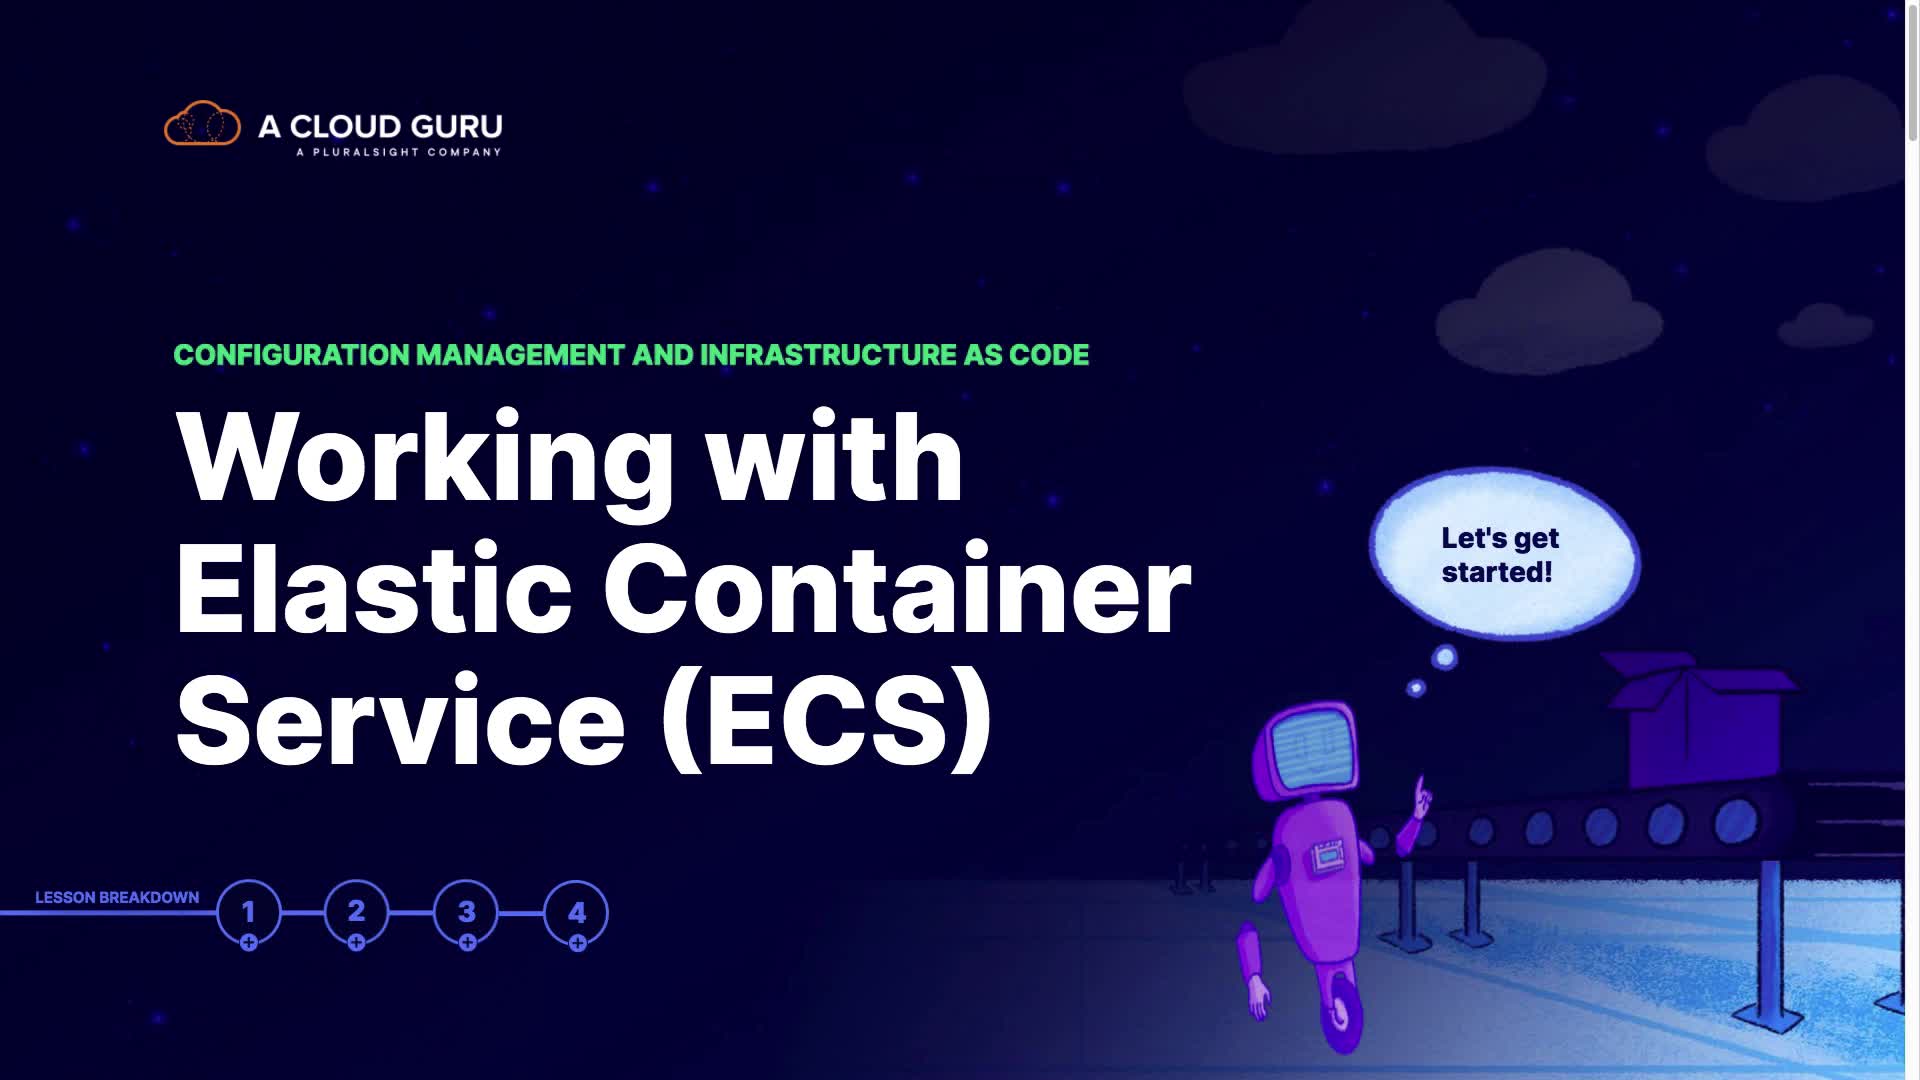 A CLOUD GURU
A PLURALSIGHT COMPANY
CONFIGURATION MANAGEMENT AND INFRASTRUCTURE AS CODE
Working with
Elastic Container
Service (ECS)
Let's get
started!
LESSON BREAKDOWN
1 2 3 4